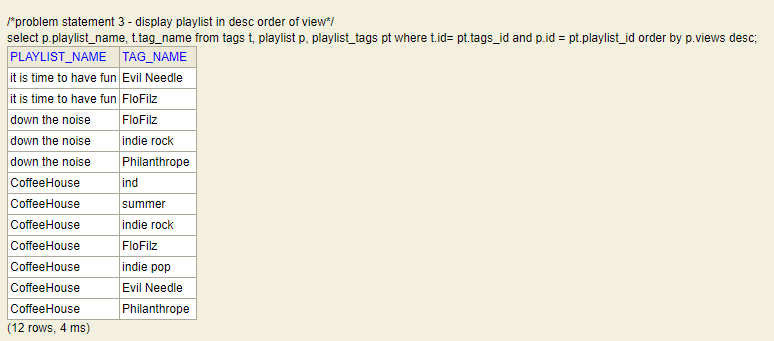 /*problem statement 3 - display playlist in desc order of view*/
select p.playlist_name, t.tag_name from tags t, playlist p, playlist_tags pt where t.id= pt.tags_id and p.id = pt.playlist_id order by p.views desc;
PLAYLIST_NAME TAG_NAME
it is time to have fun Evil Needle
it is time to have fun FloFilz
down the noise FloFilz
down the noise indie rock
down the noise Philanthrope
CoffeeHouse ind
CoffeeHouse summer
CoffeeHouse indie rock
CoffeeHouse FloFilz
CoffeeHouse indie pop
CoffeeHouse Evil Needle
CoffeeHouse Philanthrope
(12 rows, 4 ms)